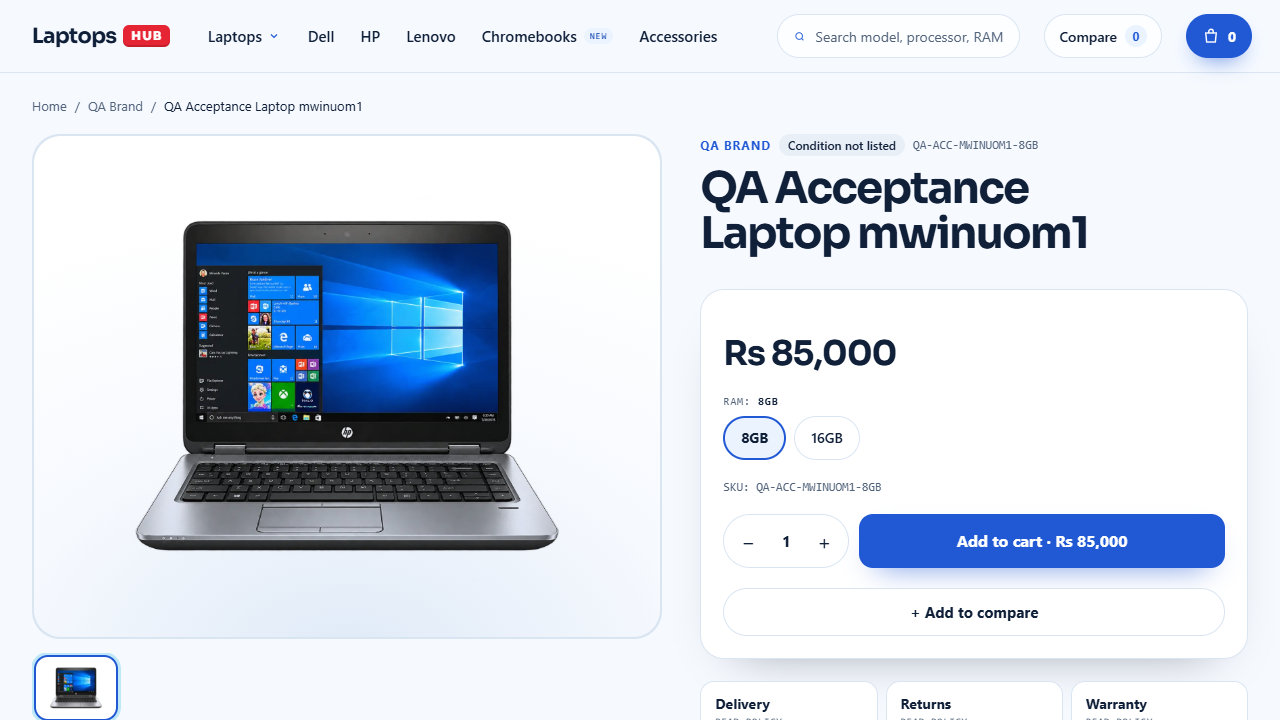 Laptops HUB
Laptops Dell HP Lenovo Chromebooks NEW Accessories
Search model, processor, RAM
Compare 0
0
Home / QA Brand / QA Acceptance Laptop mwinuom1
QA BRAND Condition not listed QA-ACC-MWINUOM1-8GB
QA Acceptance
Laptop mwinuom1
Rs 85,000
RAM: 8GB
8GB 16GB
SKU: QA-ACC-MWINUOM1-8GB
− 1 + Add to cart · Rs 85,000
+ Add to compare
Delivery Returns Warranty